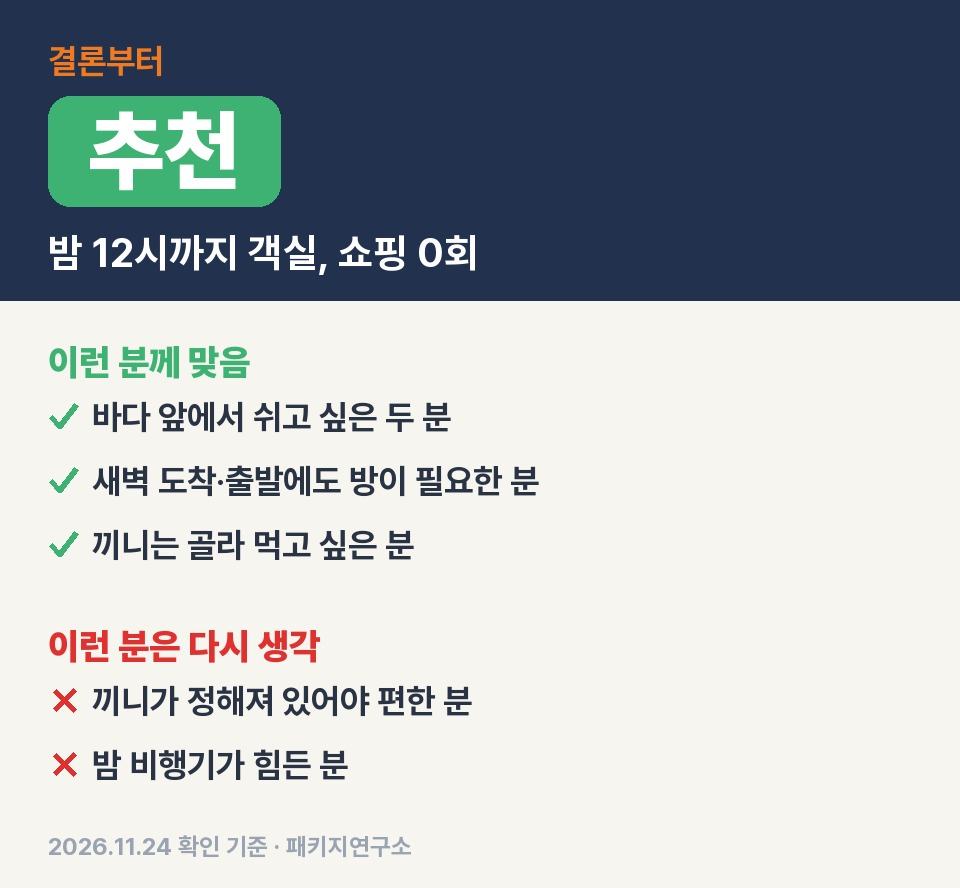 결론부터
추천
밤 12시까지 객실, 쇼핑 0회
이런 분께 맞음
바다 앞에서 쉬고 싶은 두 분
새벽 도착·출발에도 방이 필요한 분
끼니는 골라 먹고 싶은 분
이런 분은 다시 생각
끼니가 정해져 있어야 편한 분
밤 비행기가 힘든 분
2026.11.24 확인 기준 · 패키지연구소